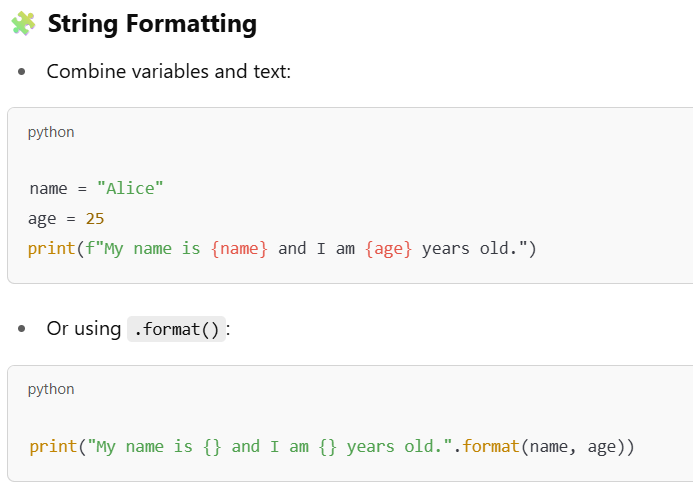 🧩 String Formatting
• Combine variables and text:
python
name = "Alice"
age = 25
print(f"My name is {name} and I am {age} years old.")
• Or using .format():
python
print("My name is {} and I am {} years old.".format(name, age))